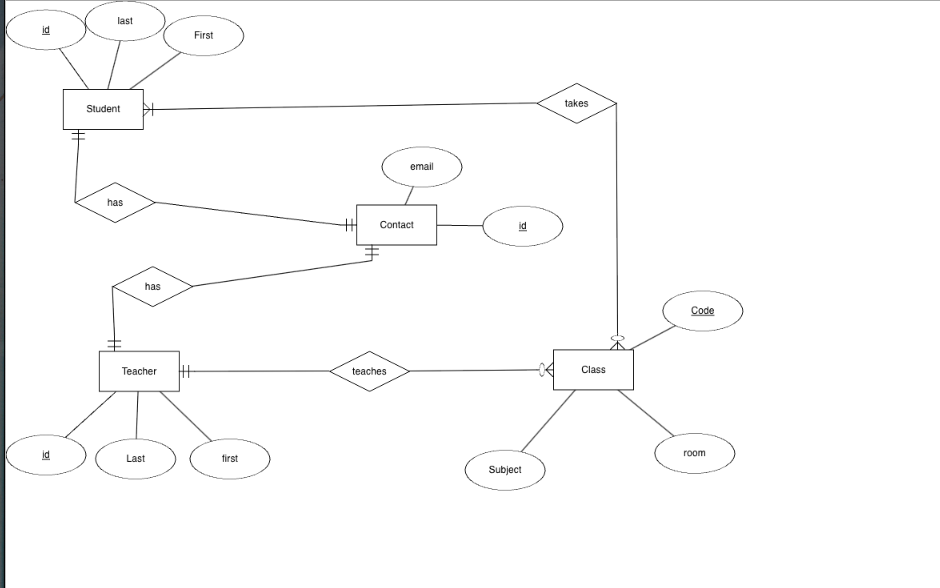 id
last
First
Student
takes
email
has
Contact
id
has
Code
Teacher
teaches
Class
id
Last
first
Subject
room